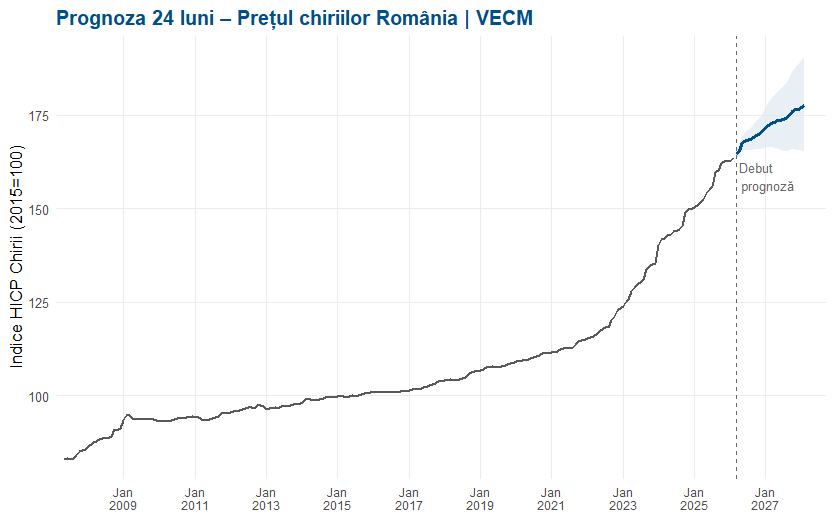 Prognoza 24 luni – Prețul chiriilor România | VECM
Indice HICP Chirii (2015=100)
175
150
125
100
Debut
prognoză
Jan Jan Jan Jan Jan Jan Jan Jan Jan Jan
2009 2011 2013 2015 2017 2019 2021 2023 2025 2027